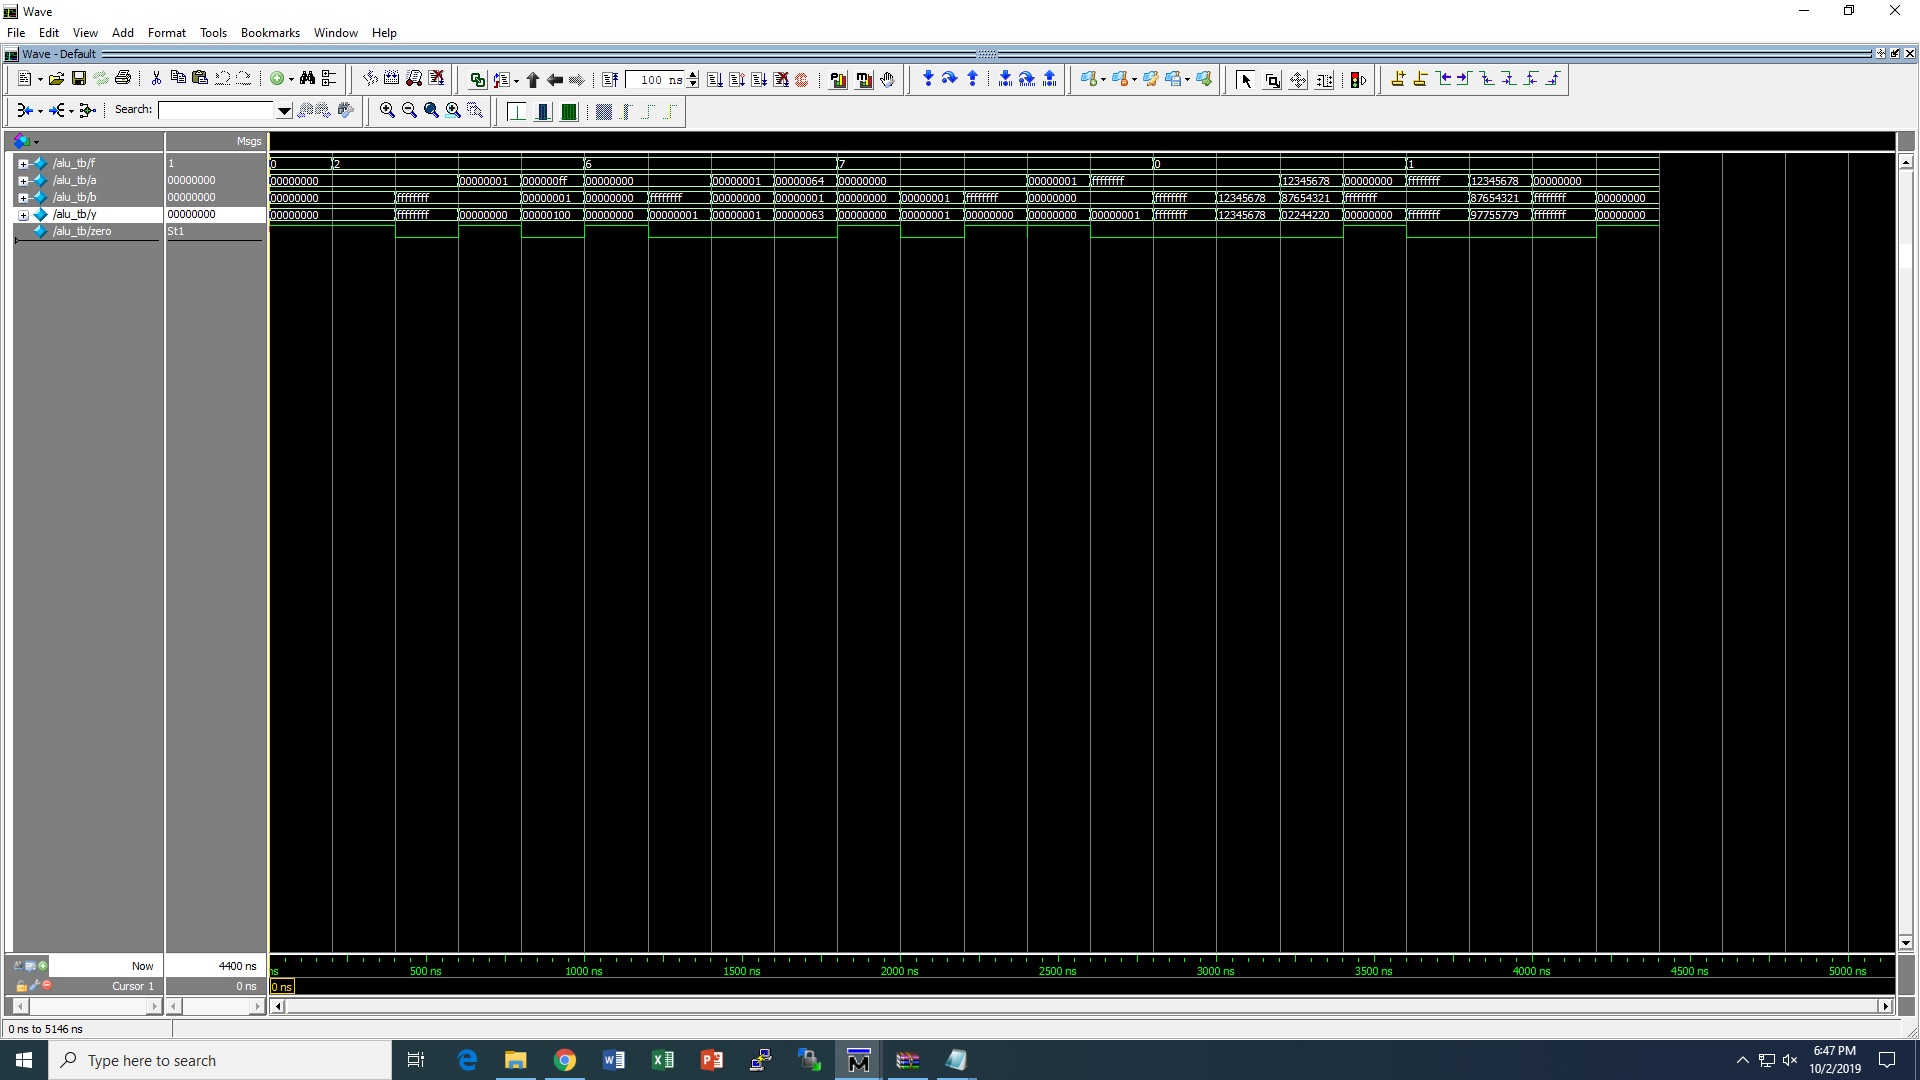 Wave
File Edit View Add Format Tools Bookmarks Window Help
Wave - Default
100 ns
Search:
Msgs
/alu_tb/f 1 0 2 6 7 0 1
/alu_tb/a 00000000 00000000 00000001 000000ff 00000000 00000001 00000064 00000000 00000001 ffffffff 12345678 00000000 ffffffff 12345678 00000000
/alu_tb/b 00000000 00000000 ffffffff 00000001 00000000 ffffffff 00000000 00000001 00000000 00000001 ffffffff 00000000 ffffffff 12345678 87654321 ffffffff 87654321 ffffffff 00000000
/alu_tb/y 00000000 00000000 ffffffff 00000000 00000100 00000000 00000001 00000001 00000063 00000000 00000001 00000000 00000000 00000001 ffffffff 12345678 02244220 00000000 ffffffff 97755779 ffffffff 00000000
/alu_tb/zero St1
Now 4400 ns ns 500 ns 1000 ns 1500 ns 2000 ns 2500 ns 3000 ns 3500 ns 4000 ns 4500 ns 5000 ns
Cursor 1 0 ns 0 ns
0 ns to 5146 ns
Type here to search
6:47 PM
10/2/2019